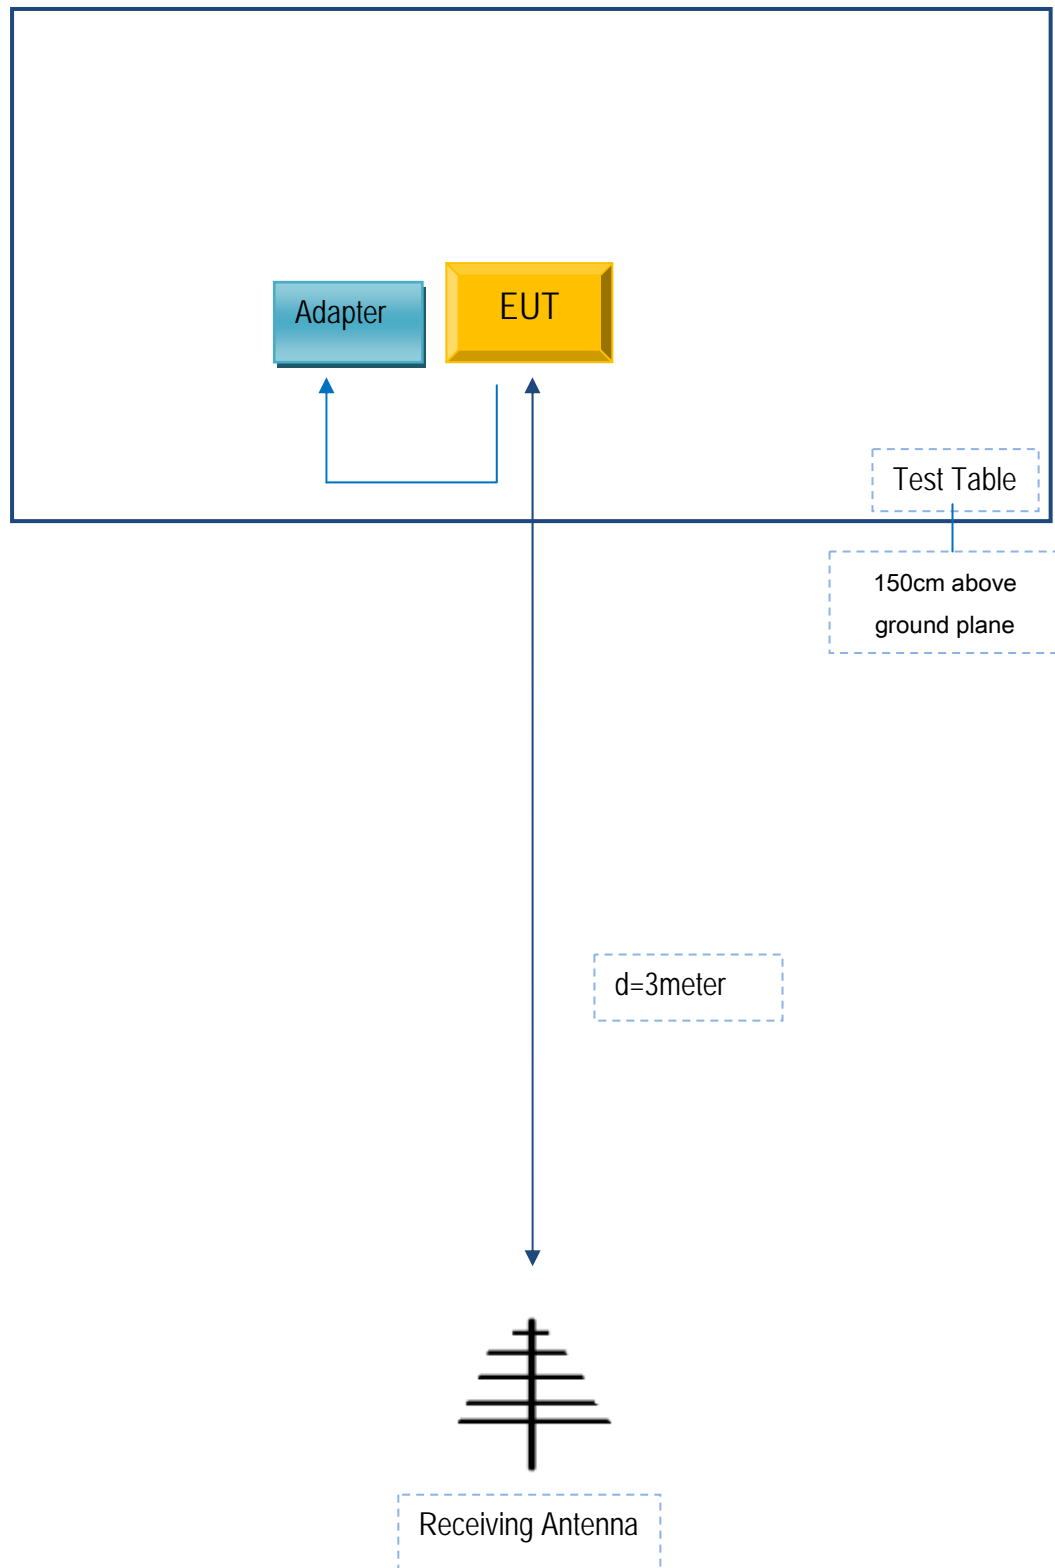 Adapter
EUT
Test Table
150cm above
ground plane
d=3meter
Receiving Antenna